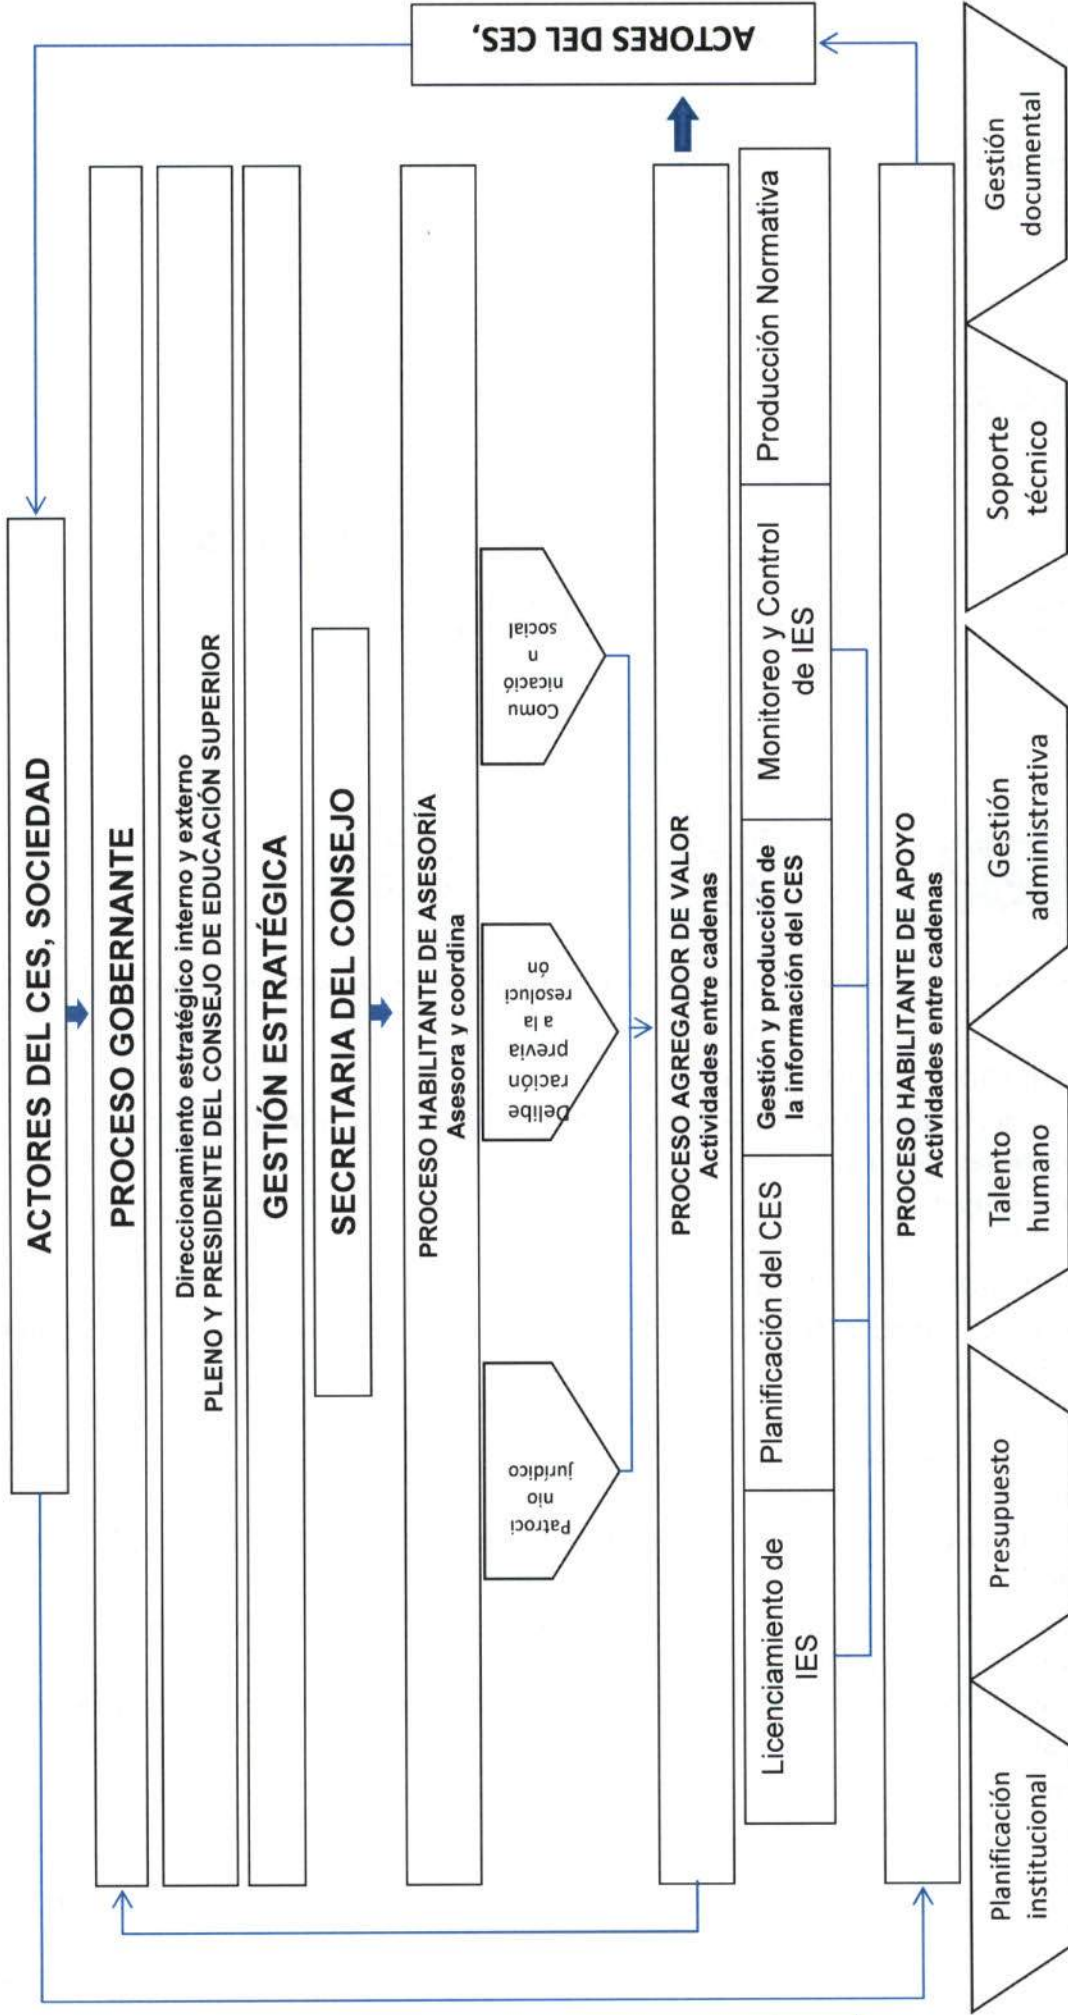 ACTORES DEL CES, SOCIEDAD
PROCESO GOBERNANTE
Direccionamiento estratégico interno y externo
PLENO Y PRESIDENTE DEL CONSEJO DE EDUCACIÓN SUPERIOR
GESTIÓN ESTRATÉGICA
SECRETARIA DEL CONSEJO
PROCESO HABILITANTE DE ASESORÍA
Asesora y coordina
Patroci
nio
jurídico
Delibe
ración
previa
a la
resoluci
ón
Comu
nicació
n
social
PROCESO AGREGADOR DE VALOR
Actividades entre cadenas
Licenciamiento de
IES
Planificación del CES
Gestión y producción de
la información del CES
Monitoreo y Control
de IES
Producción Normativa
PROCESO HABILITANTE DE APOYO
Actividades entre cadenas
Planificación
institucional
Presupuesto
Talento
humano
Gestión
administrativa
Soporte
técnico
Gestión
documental
ACTORES DEL CES,